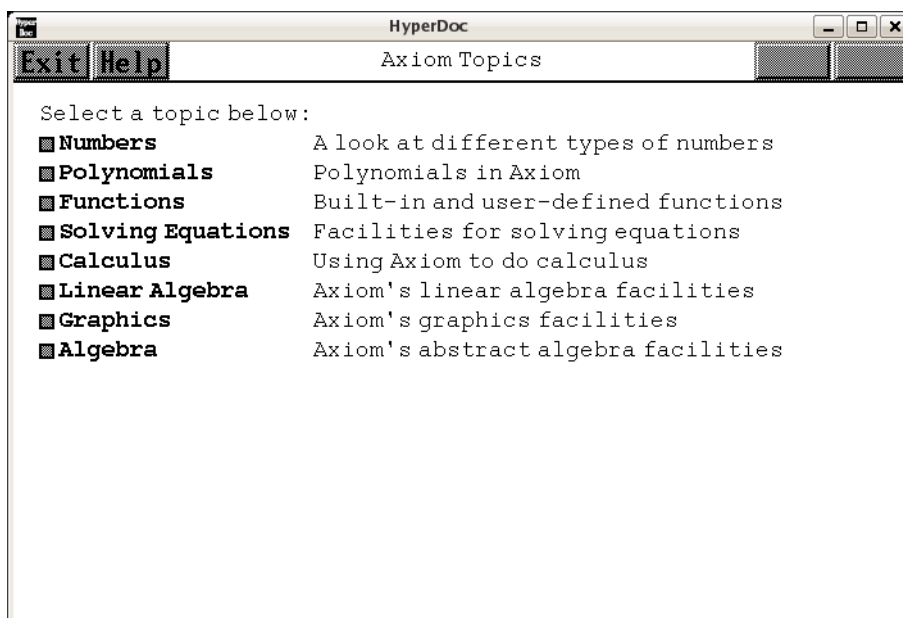 Hyper Doc
HyperDoc
Exit Help Axiom Topics
Select a topic below:
Numbers A look at different types of numbers
Polynomials Polynomials in Axiom
Functions Built-in and user-defined functions
Solving Equations Facilities for solving equations
Calculus Using Axiom to do calculus
Linear Algebra Axiom's linear algebra facilities
Graphics Axiom's graphics facilities
Algebra Axiom's abstract algebra facilities